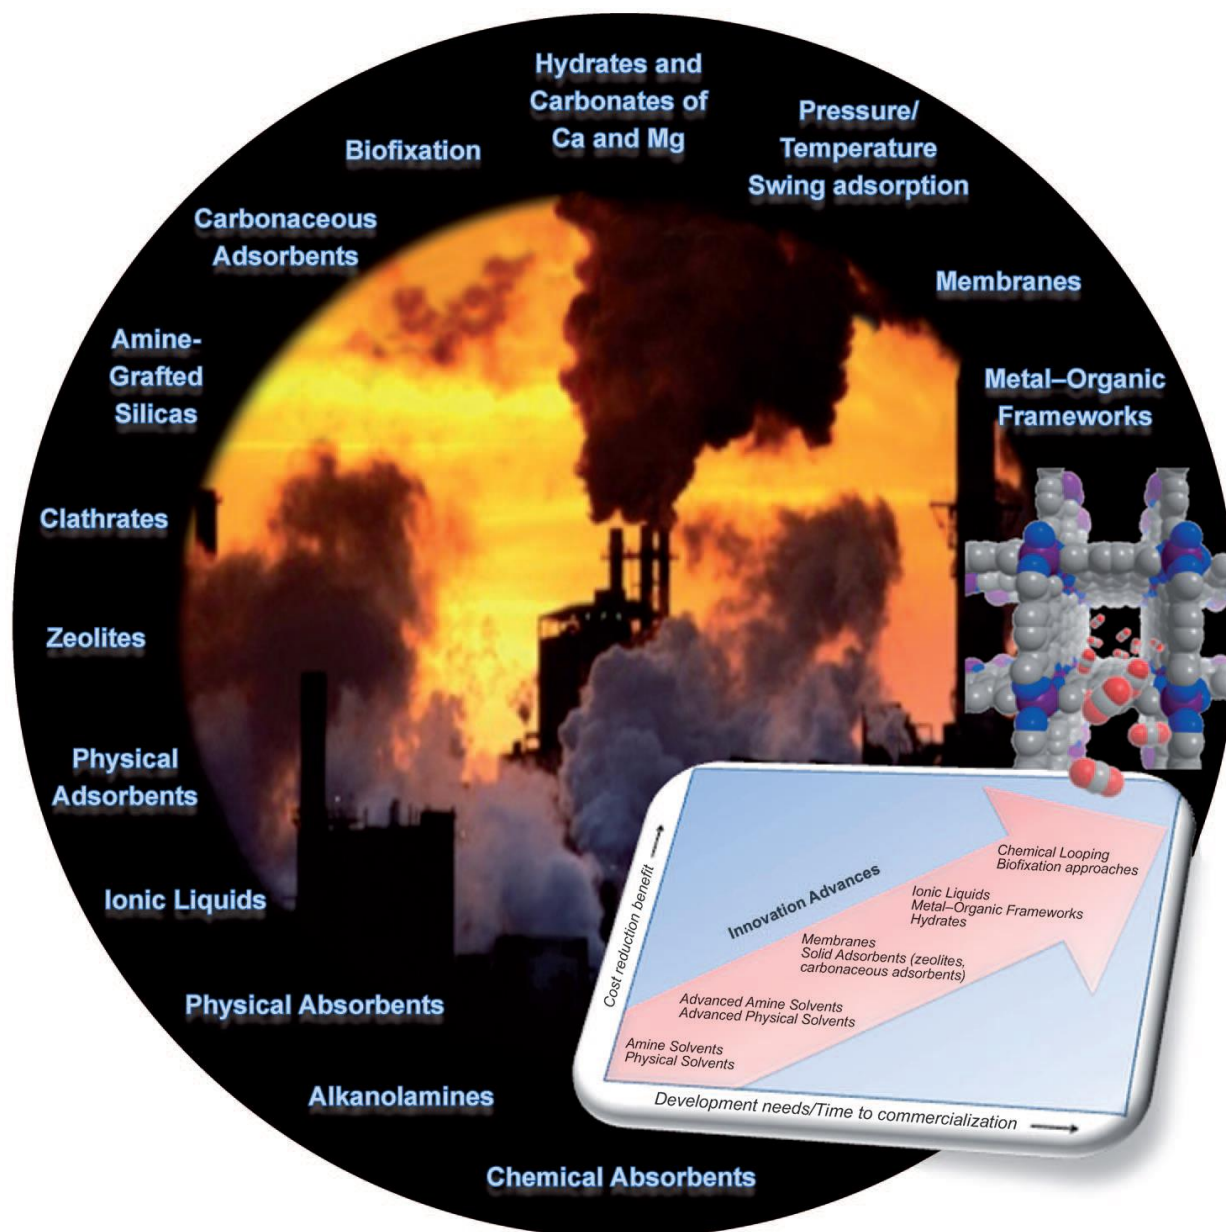 Hydrates and
Carbonates of
Ca and Mg
Pressure/
Temperature
Swing adsorption
Biofixation
Carbonaceous
Adsorbents
Membranes
Amine-
Grafted
Silicas
Metal–Organic
Frameworks
Clathrates
Zeolites
Physical
Adsorbents
Ionic Liquids
Physical Absorbents
Alkanolamines
Chemical Absorbents
Cost reduction benefit
Innovation Advances
Chemical Looping
Biofixation approaches
Ionic Liquids
Metal–Organic Frameworks
Hydrates
Membranes
Solid Adsorbents (zeolites,
carbonaceous adsorbents)
Advanced Amine Solvents
Advanced Physical Solvents
Amine Solvents
Physical Solvents
Development needs/Time to commercialization